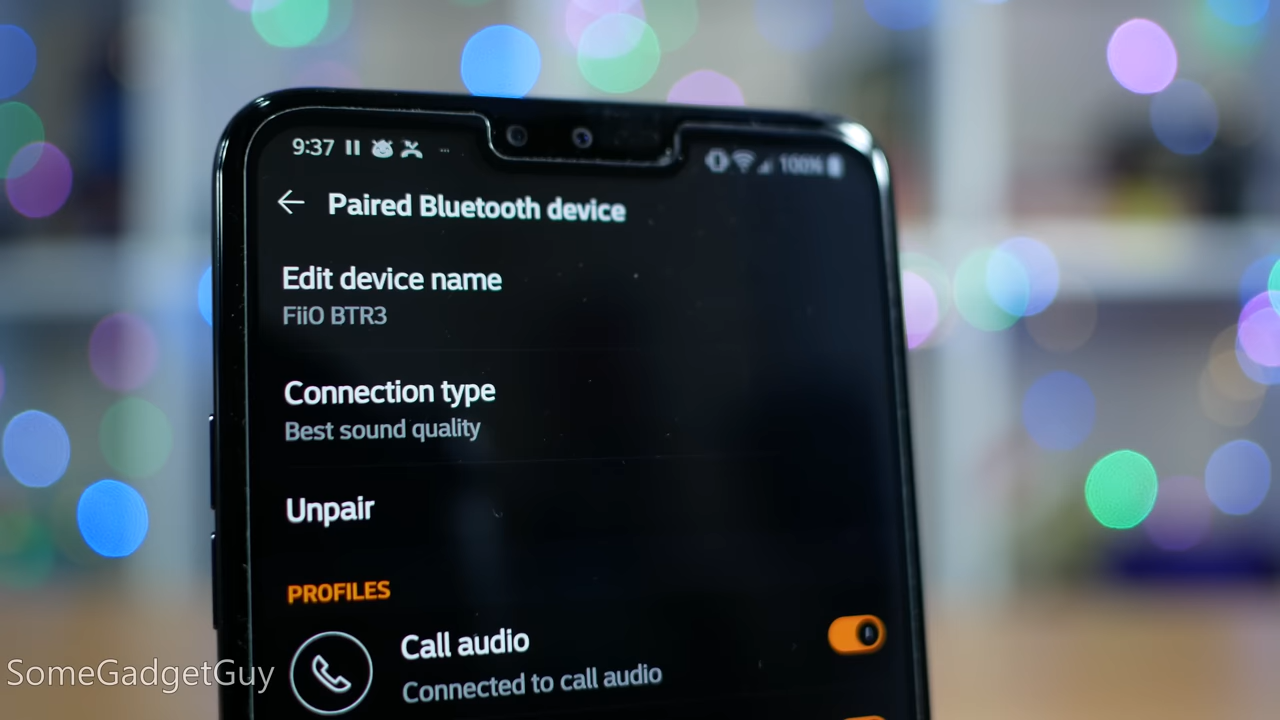 9:37
100%
Paired Bluetooth device
Edit device name
FiiO BTR3
Connection type
Best sound quality
Unpair
PROFILES
Call audio
Connected to call audio
SomeGadgetGuy